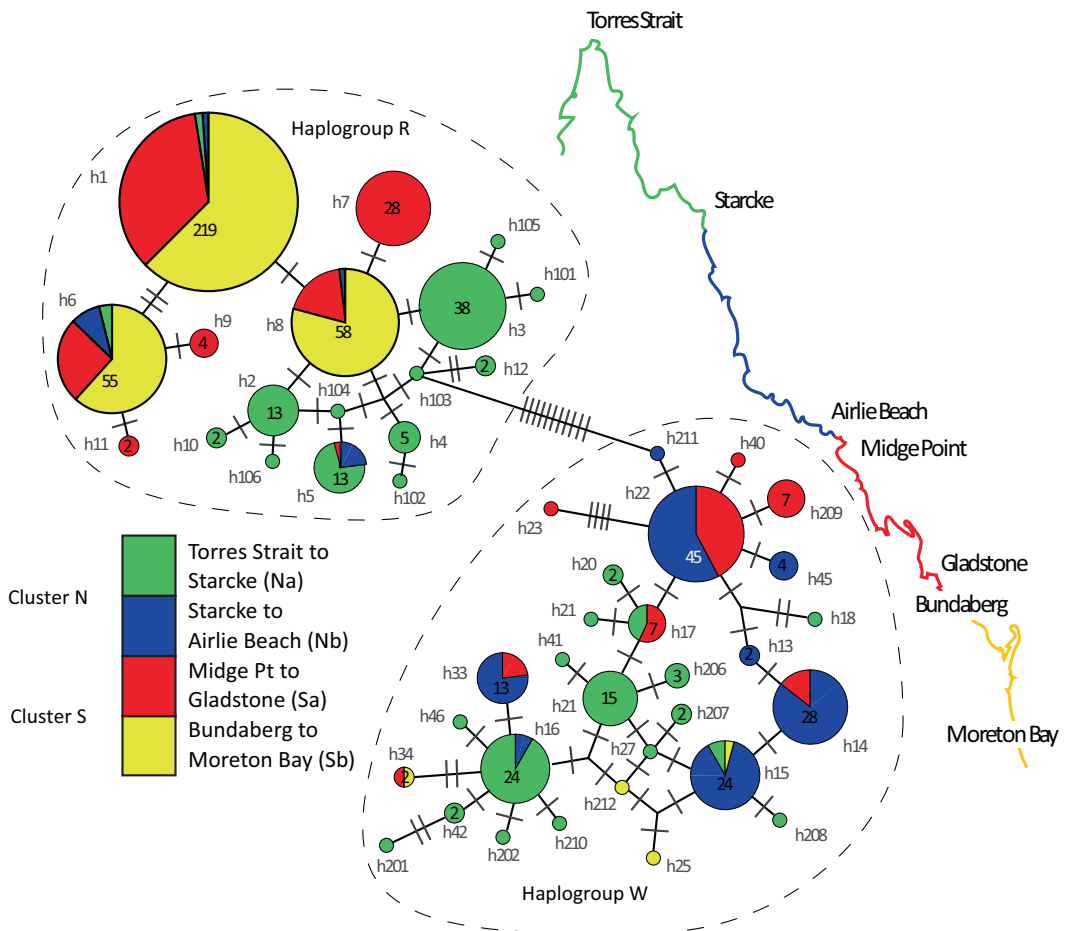 Torres Strait
Haplogroup R
h1
219
h7
28
Starcke
h105
h101
38
h3
h6
55
h9
4
h8
58
h12
2
h103
h2
13
h104
h10
2
h106
h11
2
h5
13
h4
5
h102
Airlie Beach
Midge Point
h211
h40
h22
45
h209
7
h23
h45
4
Gladstone
Bundaberg
Moreton Bay
Cluster N
Cluster S
Torres Strait to
Starcke (Na)
Starcke to
Airlie Beach (Nb)
Midge Pt to
Gladstone (Sa)
Bundaberg to
Moreton Bay (Sb)
h20
2
h21
h17
7
h18
h13
2
h41
h206
3
15
h21
h33
13
h207
2
28
h14
h46
h16
24
h27
h15
24
h34
2
h212
h42
2
h210
h208
h201
h202
h25
Haplogroup W